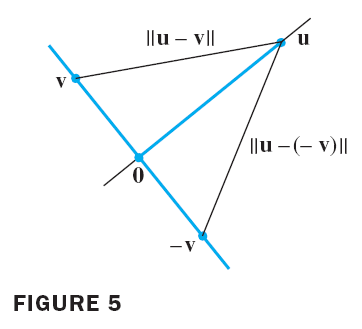 ||u – v||
u
v
||u –(– v)||
0
–v
FIGURE 5